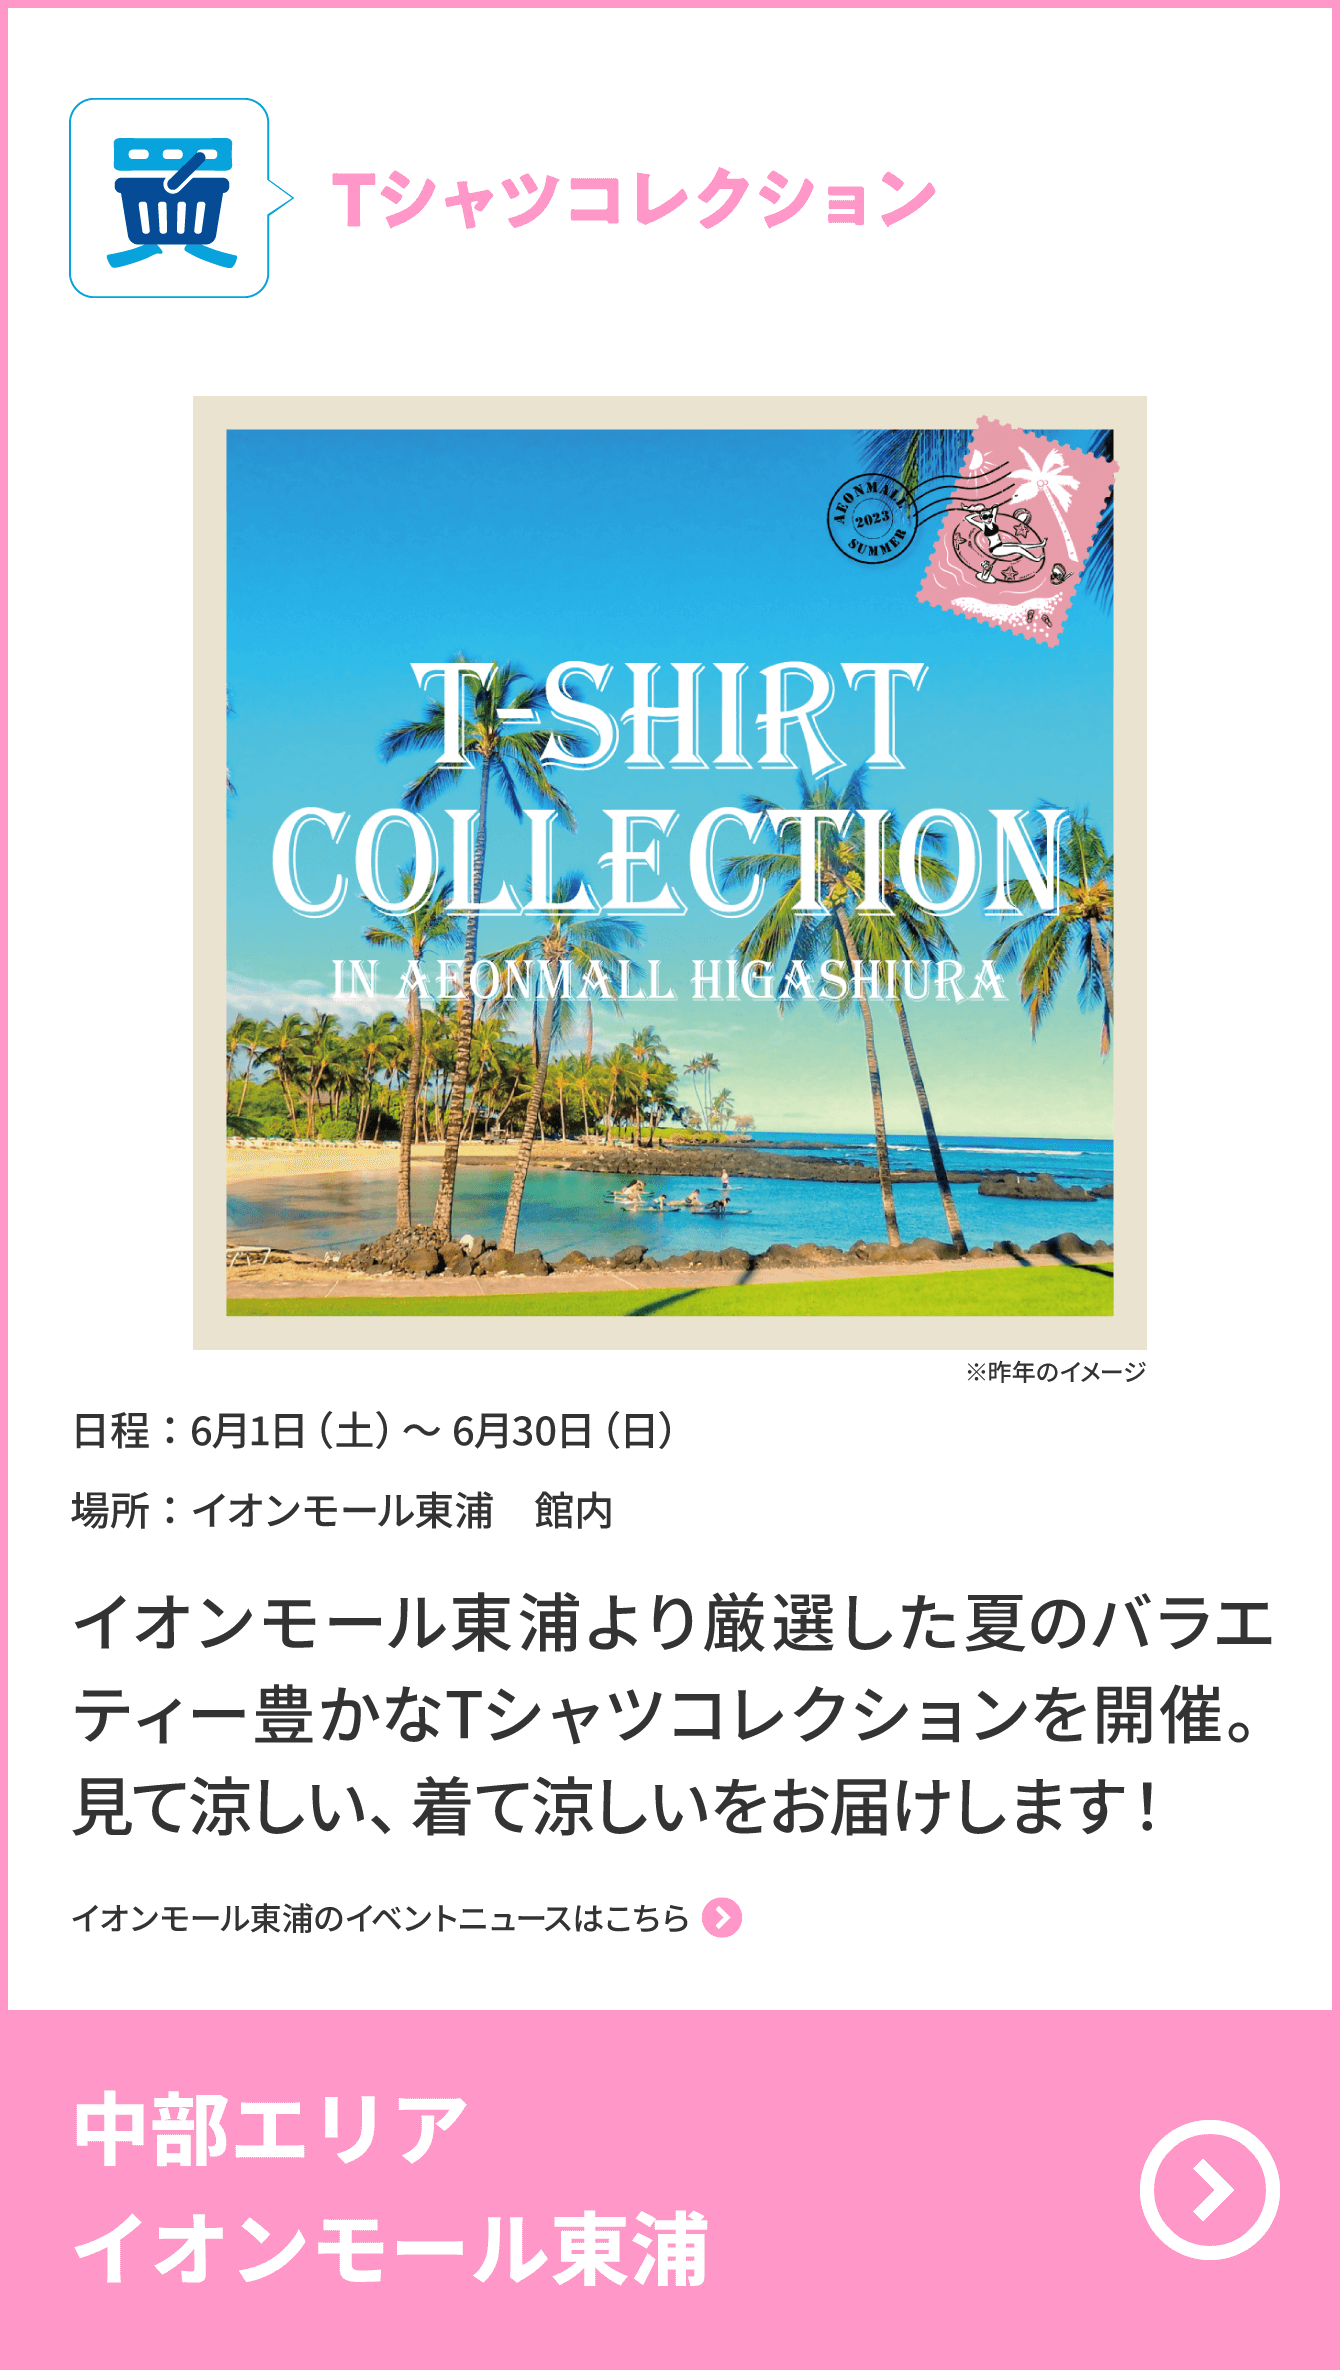 買
Tシャツコレクション
AEONMALL
2023
SUMMER
T-SHIRT
COLLECTION
IN AEONMALL HIGASHIURA
※昨年のイメージ
日程：6月1日（土）～ 6月30日（日）
場所：イオンモール東浦　館内
イオンモール東浦より厳選した夏のバラエ
ティー豊かなTシャツコレクションを開催。
見て涼しい、着て涼しいをお届けします！
イオンモール東浦のイベントニュースはこちら
中部エリア
イオンモール東浦